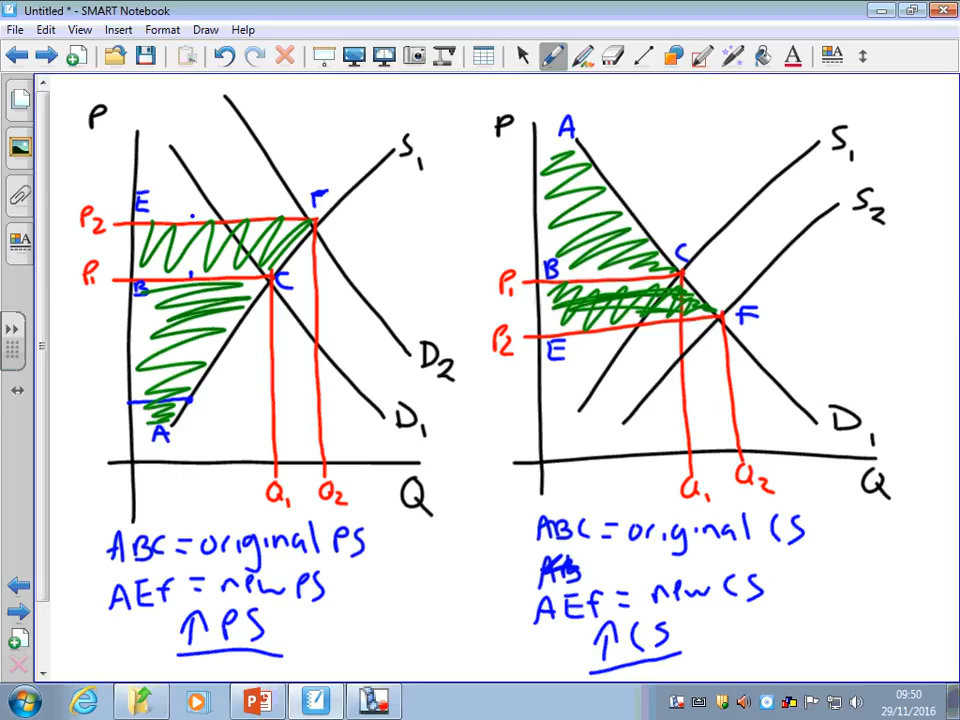 Untitled * - SMART Notebook
File Edit View Insert Format Draw Help
P
S1
E
F
P2
P1
B
C
D2
A
D1
Q1 Q2
Q
ABC = original PS
AEf = new PS
↑ PS
P
A
S1
S2
C
B
P1
F
P2
E
D1
Q1 Q2
Q
ABC = original CS
AEf = new CS
↑ CS
09:50
29/11/2016